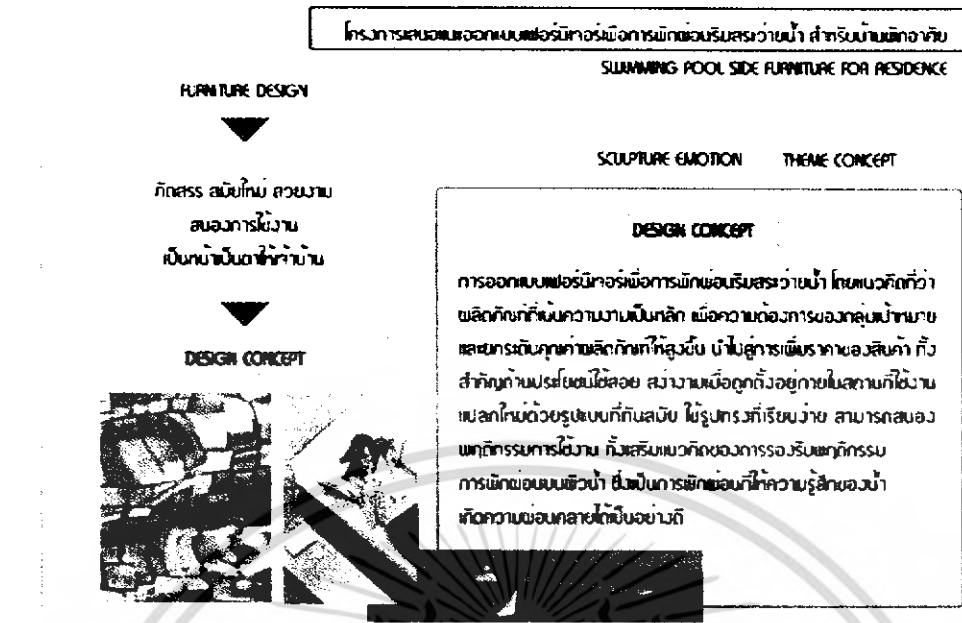 โครงการเสนอแนะออกแบบเฟอร์นิเจอร์เพื่อการพักผ่อนริมสระว่ายน้ำ สำหรับบ้านพักอาศัย
SWIMMING POOL SIDE FURNITURE FOR RESIDENCE
FURNITURE DESIGN
SCULPTURE EMOTION THEME CONCEPT
คัดสรร สมัยใหม่ สวยงาม
สนองการใช้งาน
เป็นหน้าเป็นตาให้เจ้าบ้าน
DESIGN CONCEPT
DESIGN CONCEPT
การออกแบบเฟอร์นิเจอร์เพื่อการพักผ่อนริมสระว่ายน้ำ โดยแนวคิดที่ว่า
ผลิตภัณฑ์ที่เน้นความงามเป็นหลัก เพื่อความต้องการของกลุ่มเป้าหมาย
และยกระดับคุณค่าผลิตภัณฑ์ให้สูงขึ้น นำไปสู่การเพิ่มราคาของสินค้า ทั้ง
สำคัญด้านประโยชน์ใช้สอย สง่างามเมื่อถูกตั้งอยู่ภายในสถานที่ใช้งาน
แปลกใหม่ด้วยรูปแบบที่ทันสมัย ใช้รูปทรงที่เรียบง่าย สามารถสนอง
พฤติกรรมการใช้งาน ทั้งเสริมแนวคิดของการรองรับพฤติกรรม
การพักผ่อนบนผิวน้ำ ซึ่งเป็นการพักผ่อนที่ให้ความรู้สึกของน้ำ
เกิดความผ่อนคลายได้เป็นอย่างดี